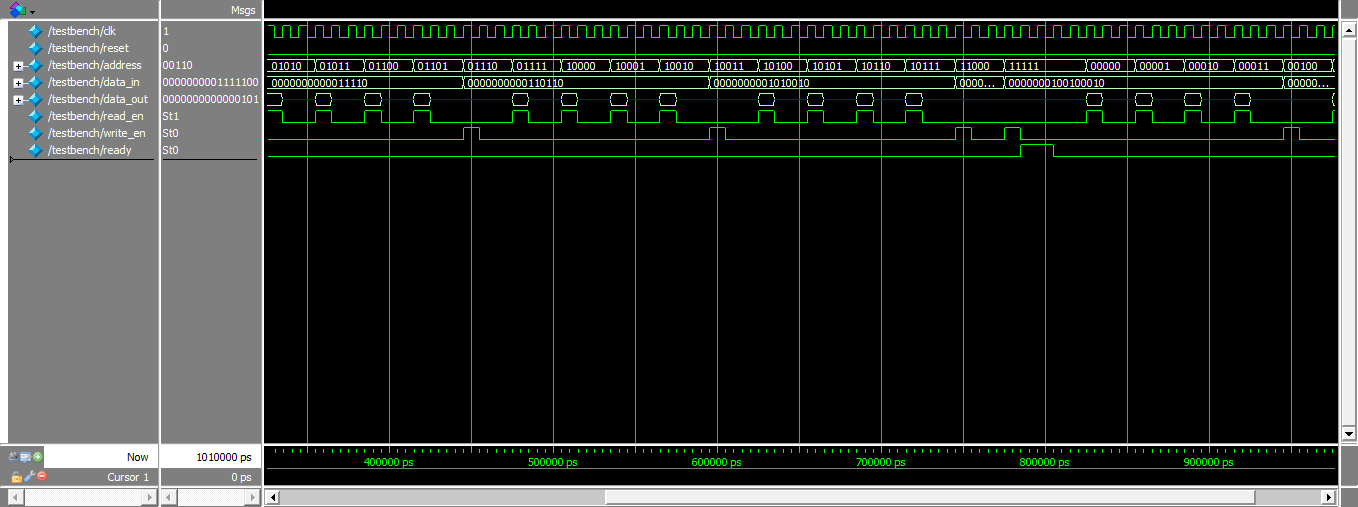 Msgs
/testbench/clk 1
/testbench/reset 0
/testbench/address 00110 01010 01011 01100 01101 01110 01111 10000 10001 10010 10011 10100 10101 10110 10111 11000 11111 00000 00001 00010 00011 00100
/testbench/data_in 0000000001111100 0000000000011110 0000000000110110 0000000001010010 0000... 0000000100100010 00000...
/testbench/data_out 0000000000000101
/testbench/read_en St1
/testbench/write_en St0
/testbench/ready St0
Now 1010000 ps 400000 ps 500000 ps 600000 ps 700000 ps 800000 ps 900000 ps
Cursor 1 0 ps